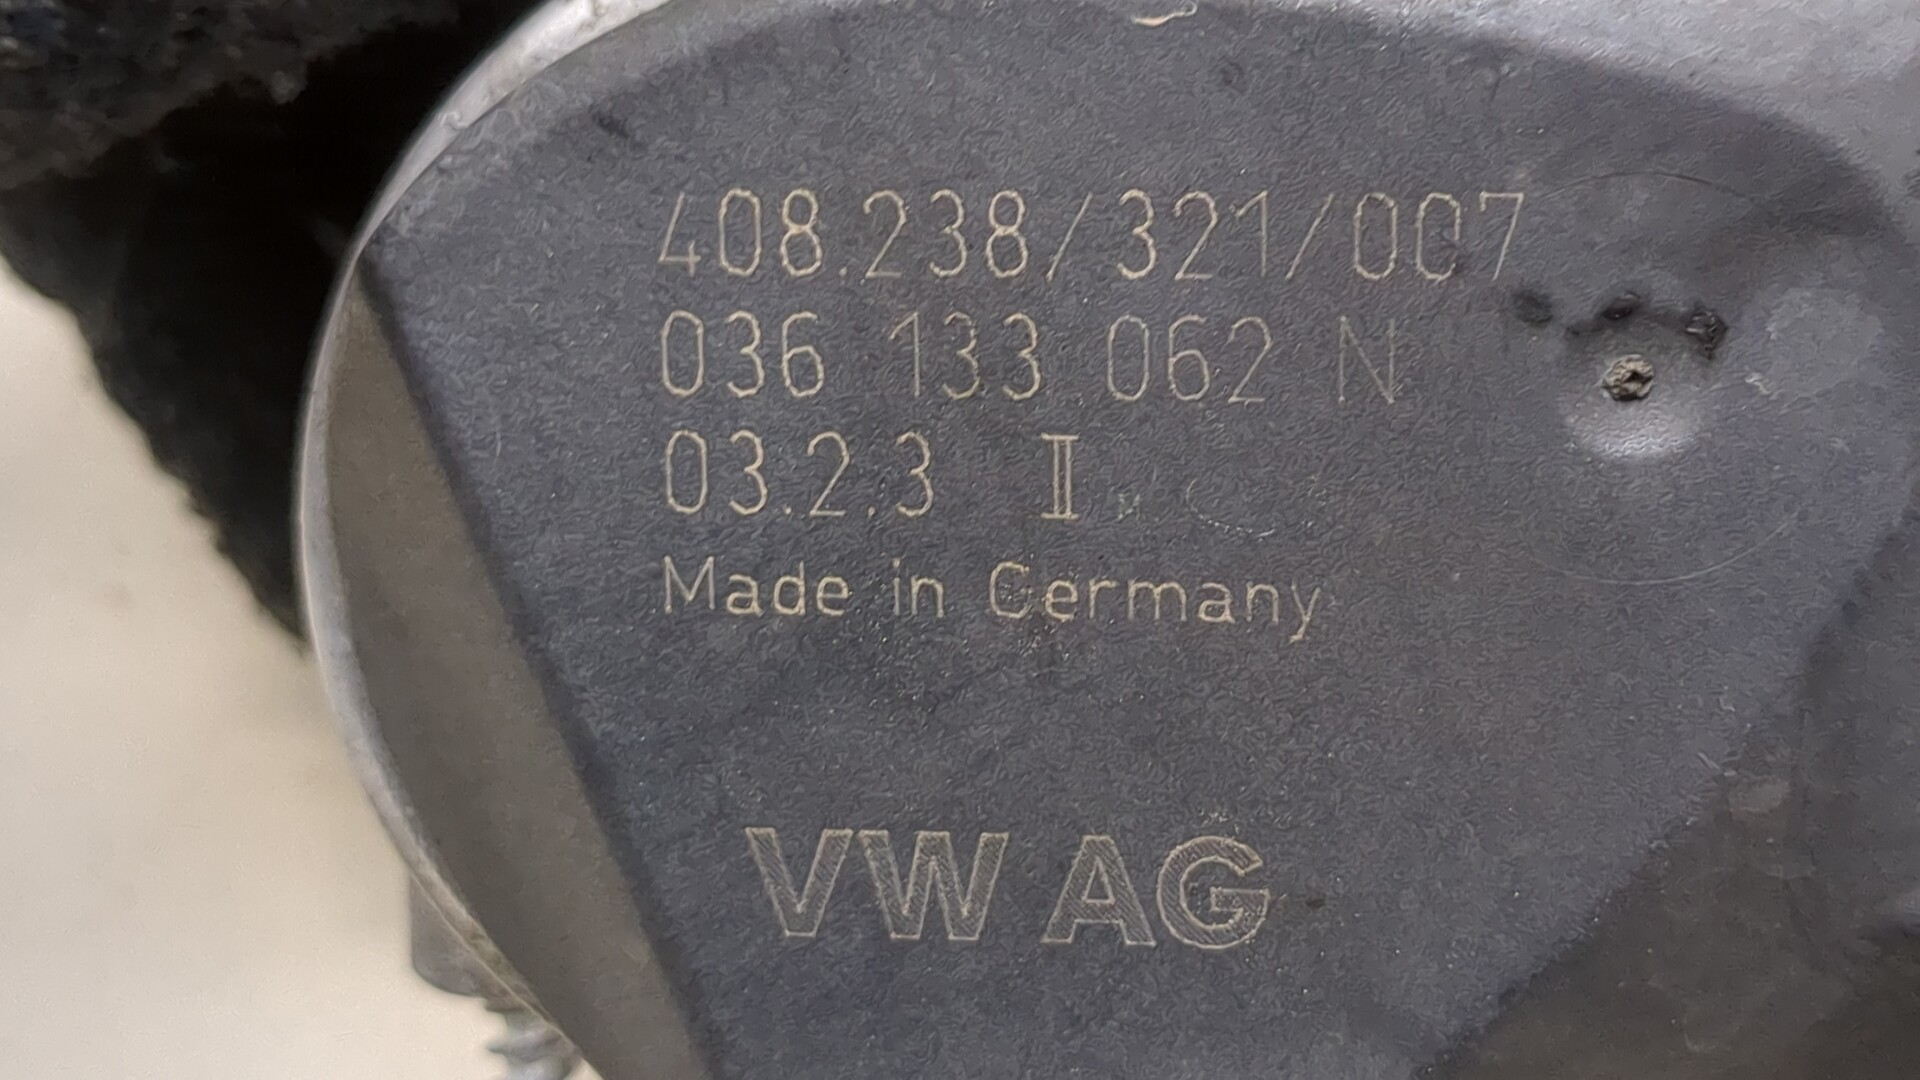 408.238/321/007
036 133 062 N
03.2.3 II
Made in Germany
VW AG